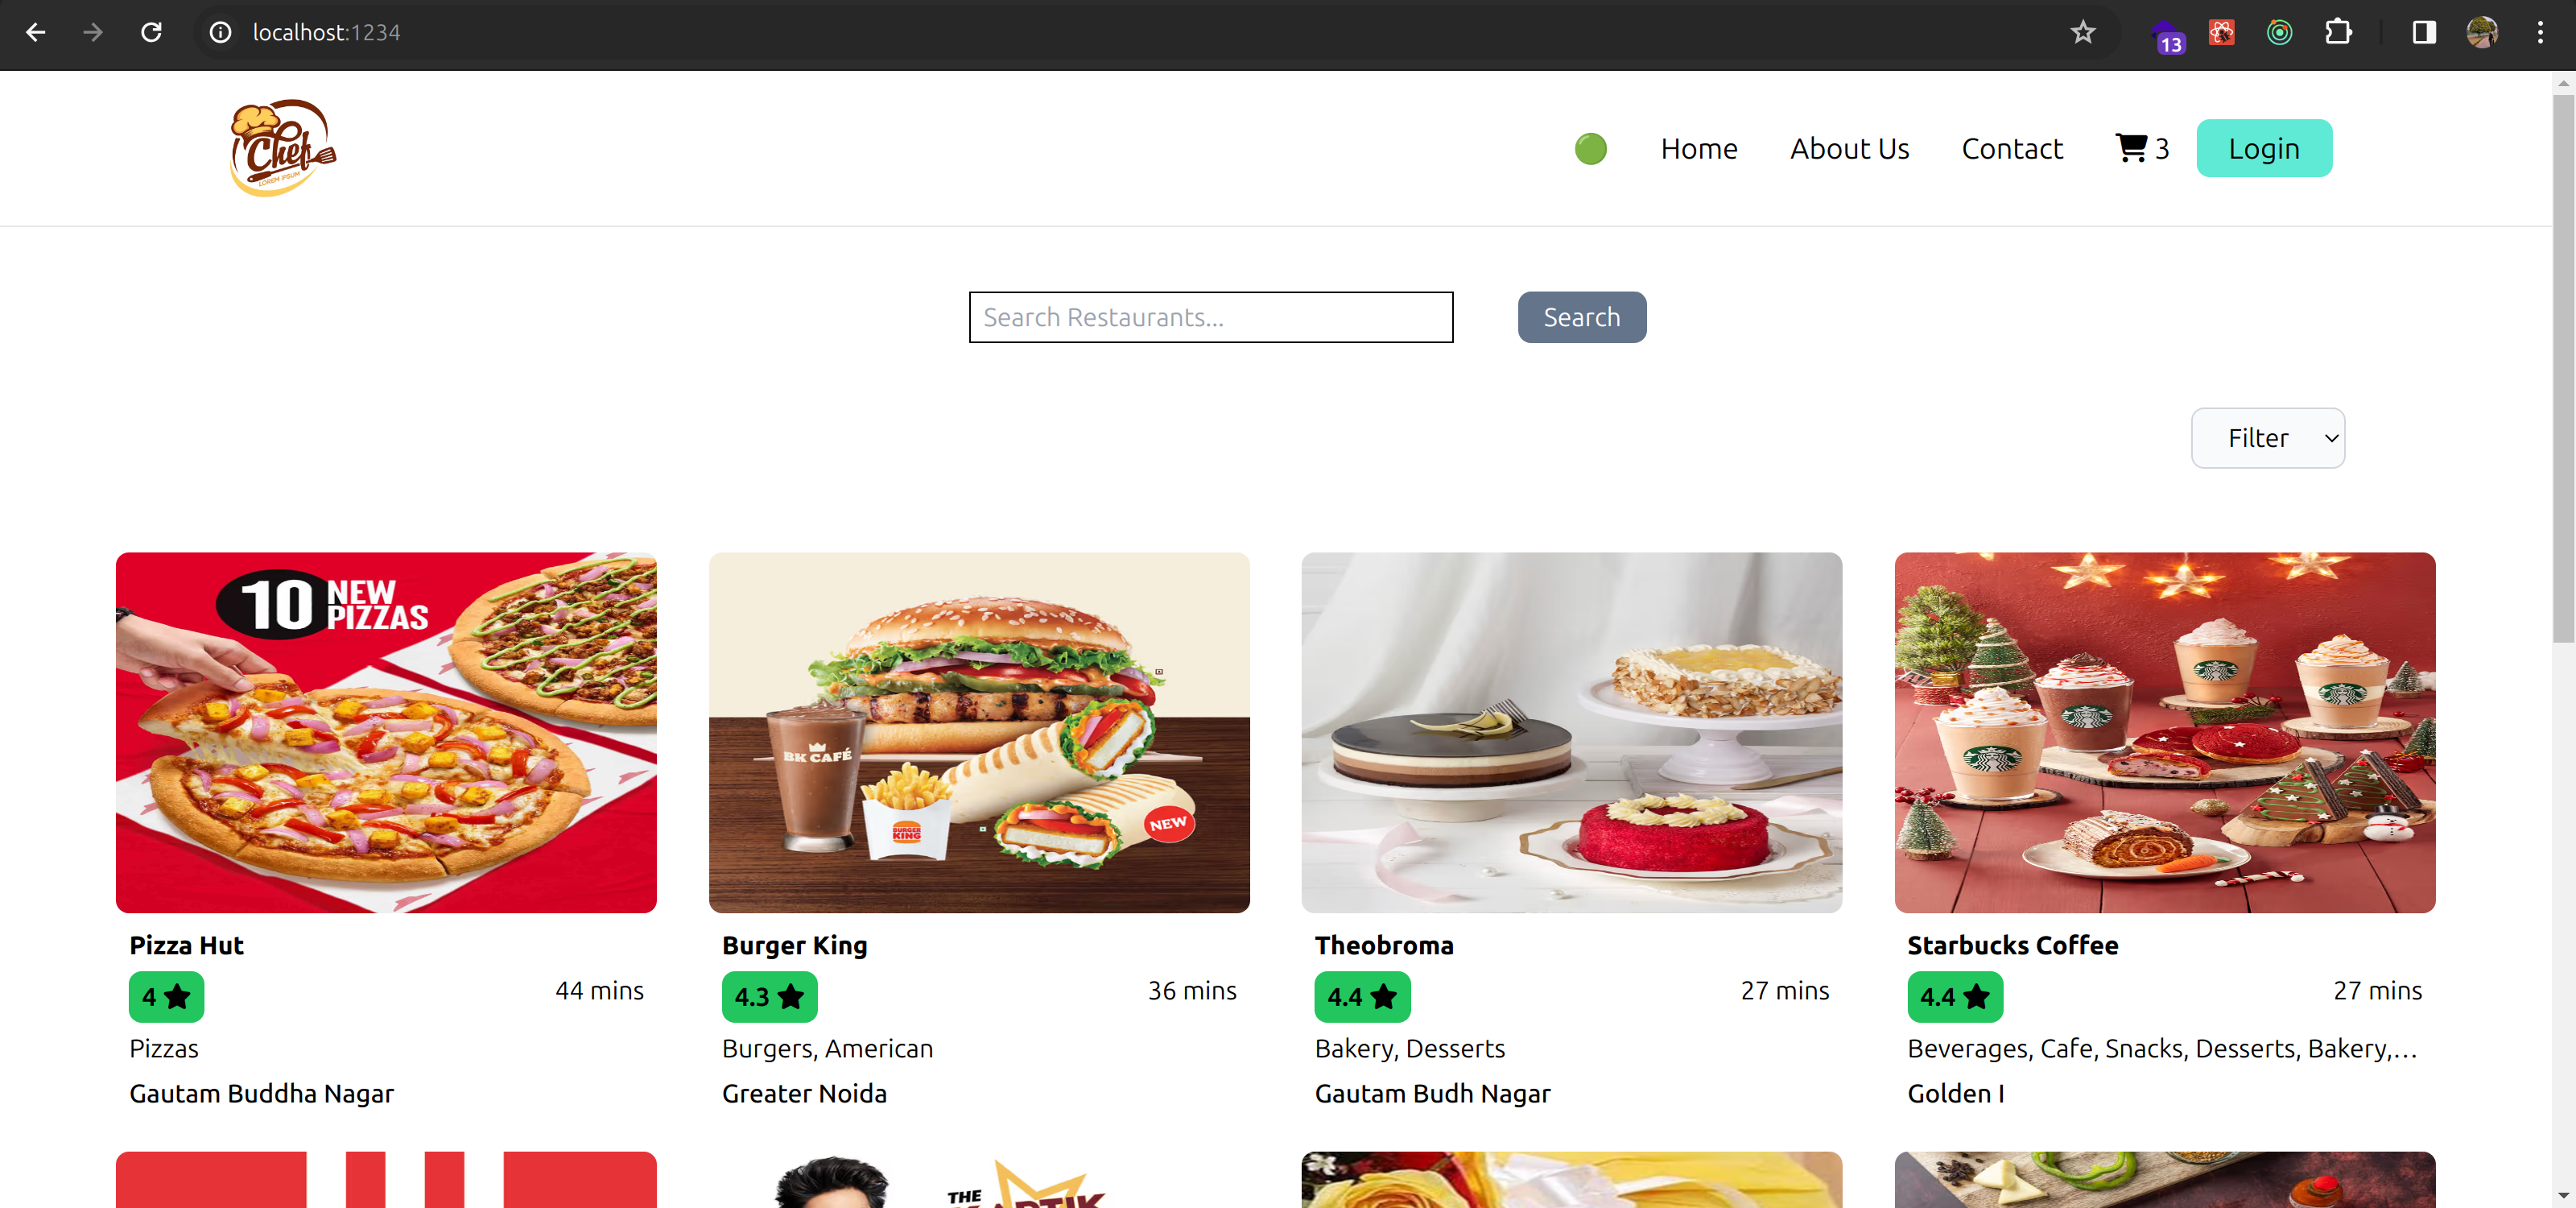 localhost:1234
13
Chef
LOREM IPSUM
Home
About Us
Contact
3
Login
Search Restaurants...
Search
Filter
10 NEW PIZZAS
BK CAFÉ
BURGER KING
NEW
Pizza Hut
4
44 mins
Pizzas
Gautam Buddha Nagar
Burger King
4.3
36 mins
Burgers, American
Greater Noida
Theobroma
4.4
27 mins
Bakery, Desserts
Gautam Budh Nagar
Starbucks Coffee
4.4
27 mins
Beverages, Cafe, Snacks, Desserts, Bakery,...
Golden I
THE